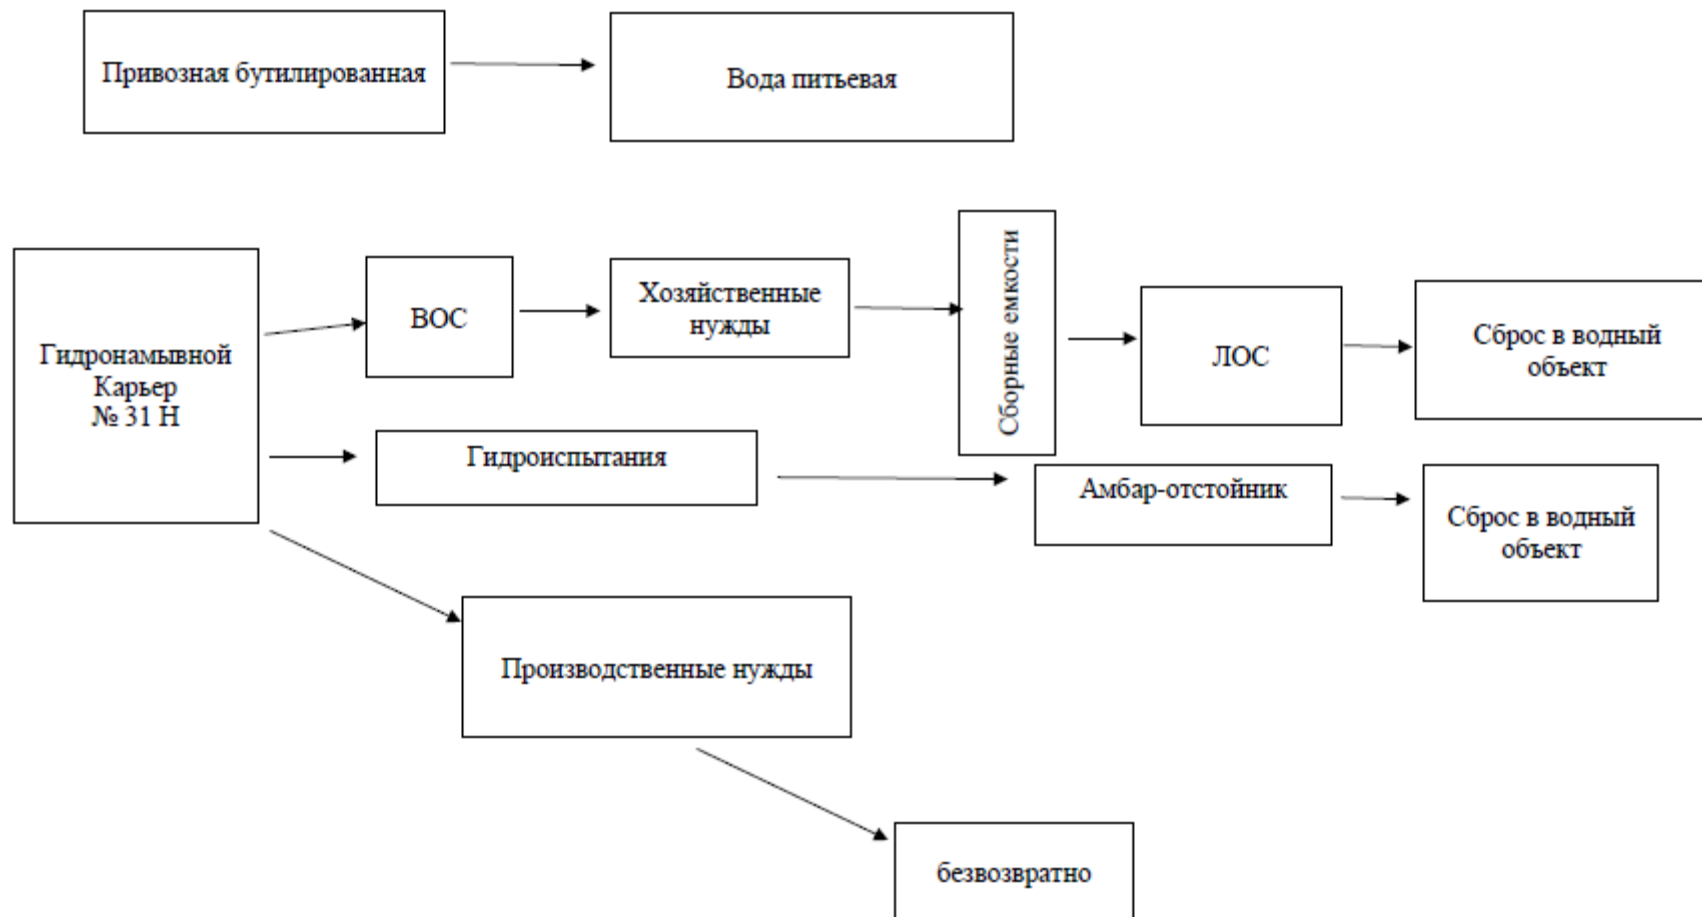 Привозная бутилированная
Вода питьевая
Гидронамывной
Карьер
№ 31 Н
ВОС
Хозяйственные
нужды
Сборные емкости
ЛОС
Сброс в водный
объект
Гидроиспытания
Амбар-отстойник
Сброс в водный
объект
Производственные нужды
безвозвратно